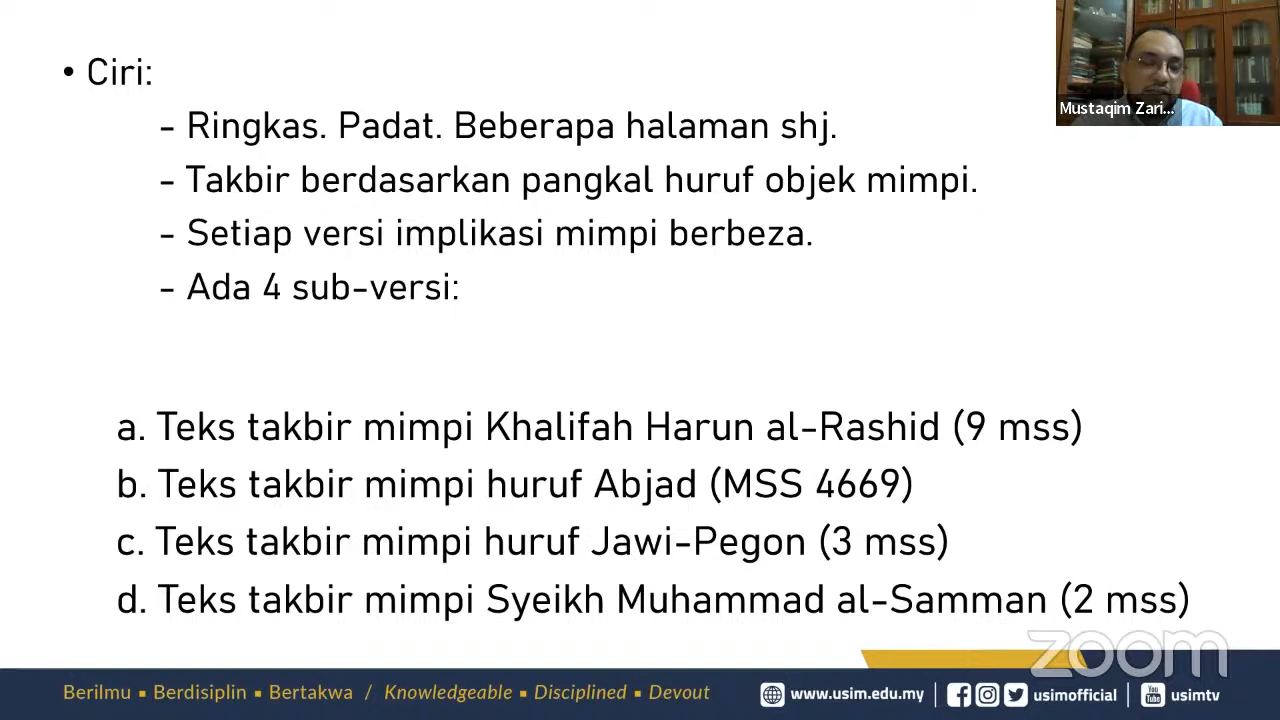 • Ciri:
- Ringkas. Padat. Beberapa halaman shj.
- Takbir berdasarkan pangkal huruf objek mimpi.
- Setiap versi implikasi mimpi berbeza.
- Ada 4 sub-versi:
a. Teks takbir mimpi Khalifah Harun al-Rashid (9 mss)
b. Teks takbir mimpi huruf Abjad (MSS 4669)
c. Teks takbir mimpi huruf Jawi-Pegon (3 mss)
d. Teks takbir mimpi Syeikh Muhammad al-Samman (2 mss)
Mustaqim Zari...
zoom
Berilmu ▪ Berdisiplin ▪ Bertakwa / Knowledgeable ▪ Disciplined ▪ Devout
www.usim.edu.my | usimofficial | You Tube usimtv